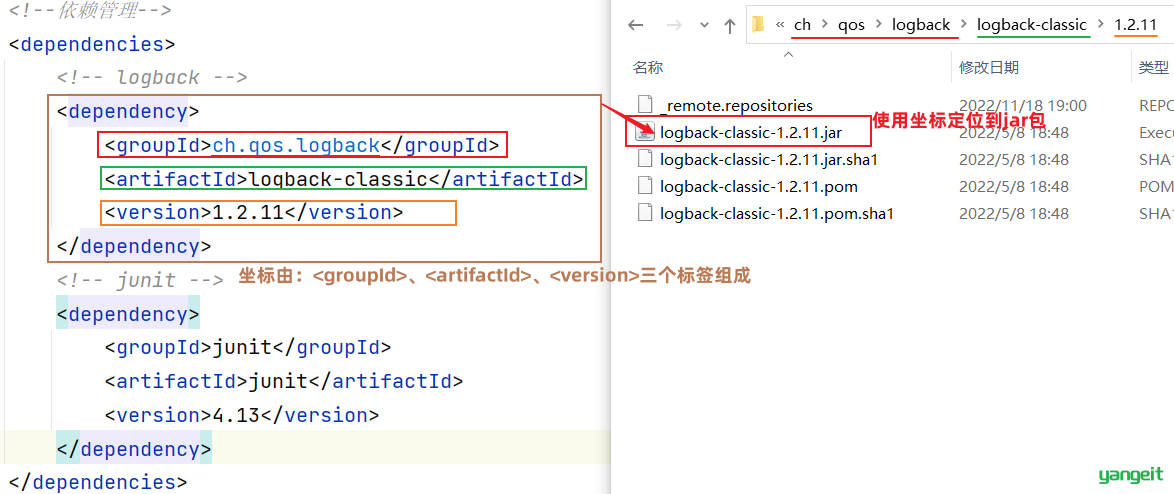 <!--依赖管理-->
<dependencies>
<!-- logback -->
<dependency>
<groupId>ch.qos.logback</groupId>
<artifactId>logback-classic</artifactId>
<version>1.2.11</version>
</dependency>
<!-- junit -->
坐标由：<groupId>、<artifactId>、<version>三个标签组成
<dependency>
<groupId>junit</groupId>
<artifactId>junit</artifactId>
<version>4.13</version>
</dependency>
</dependencies>
« ch › qos › logback › logback-classic › 1.2.11
名称 修改日期 类型
_remote.repositories 2022/11/18 19:00 REPO
使用坐标定位到jar包
logback-classic-1.2.11.jar 2022/5/8 18:48 Execu
logback-classic-1.2.11.jar.sha1 2022/5/8 18:48 SHA1
logback-classic-1.2.11.pom 2022/5/8 18:48 POM
logback-classic-1.2.11.pom.sha1 2022/5/8 18:48 SHA1
yangeit